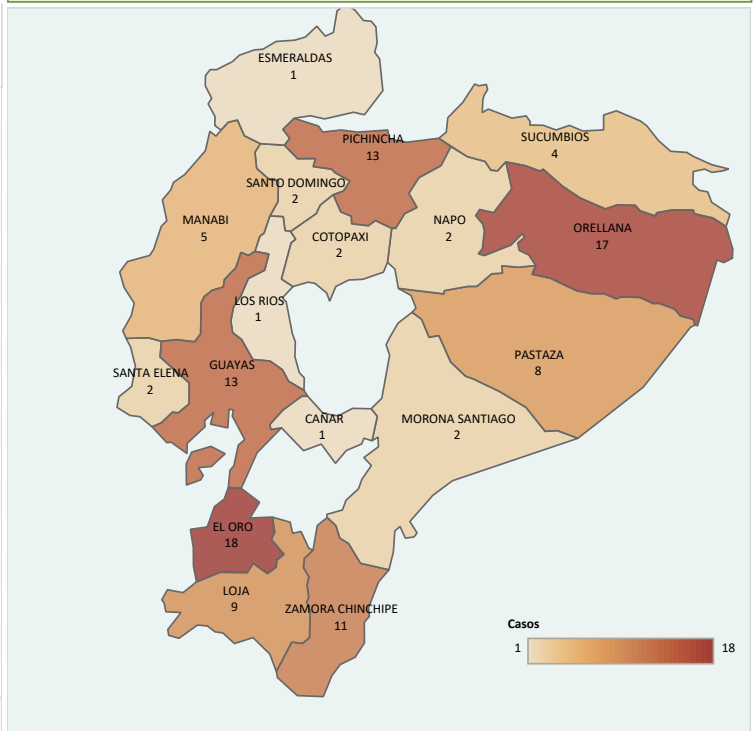 ESMERALDAS
1
PICHINCHA
13
SUCUMBIOS
4
SANTO DOMINGO
2
MANABI
5
COTOPAXI
2
NAPO
2
ORELLANA
17
LOS RIOS
1
PASTAZA
8
GUAYAS
13
SANTA ELENA
2
CAÑAR
1
MORONA SANTIAGO
2
EL ORO
18
LOJA
9
ZAMORA CHINCHIPE
11
Casos
1
18